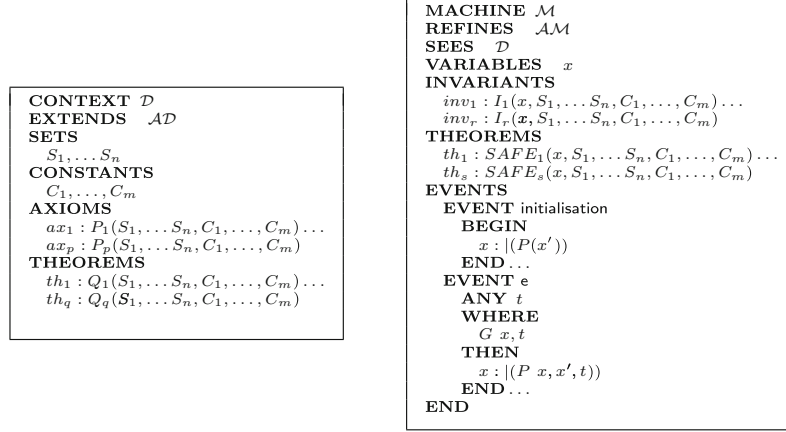 CONTEXT 𝒟
EXTENDS 𝒜𝒟
SETS
S₁, … Sₙ
CONSTANTS
C₁, …, Cₘ
AXIOMS
ax₁ : P₁(S₁, … Sₙ, C₁, …, Cₘ) …
axₚ : Pₚ(S₁, … Sₙ, C₁, …, Cₘ)
THEOREMS
th₁ : Q₁(S₁, … Sₙ, C₁, …, Cₘ) …
th_q : Q_q(S₁, … Sₙ, C₁, …, Cₘ)
MACHINE ℳ
REFINES 𝒜ℳ
SEES 𝒟
VARIABLES x
INVARIANTS
inv₁ : I₁(x, S₁, … Sₙ, C₁, …, Cₘ) …
invᵣ : Iᵣ(x, S₁, … Sₙ, C₁, …, Cₘ)
THEOREMS
th₁ : SAFE₁(x, S₁, … Sₙ, C₁, …, Cₘ) …
thₛ : SAFEₛ(x, S₁, … Sₙ, C₁, …, Cₘ)
EVENTS
EVENT initialisation
BEGIN
x : |(P(x′))
END …
EVENT e
ANY t
WHERE
G x, t
THEN
x : |(P x, x′, t))
END …
END